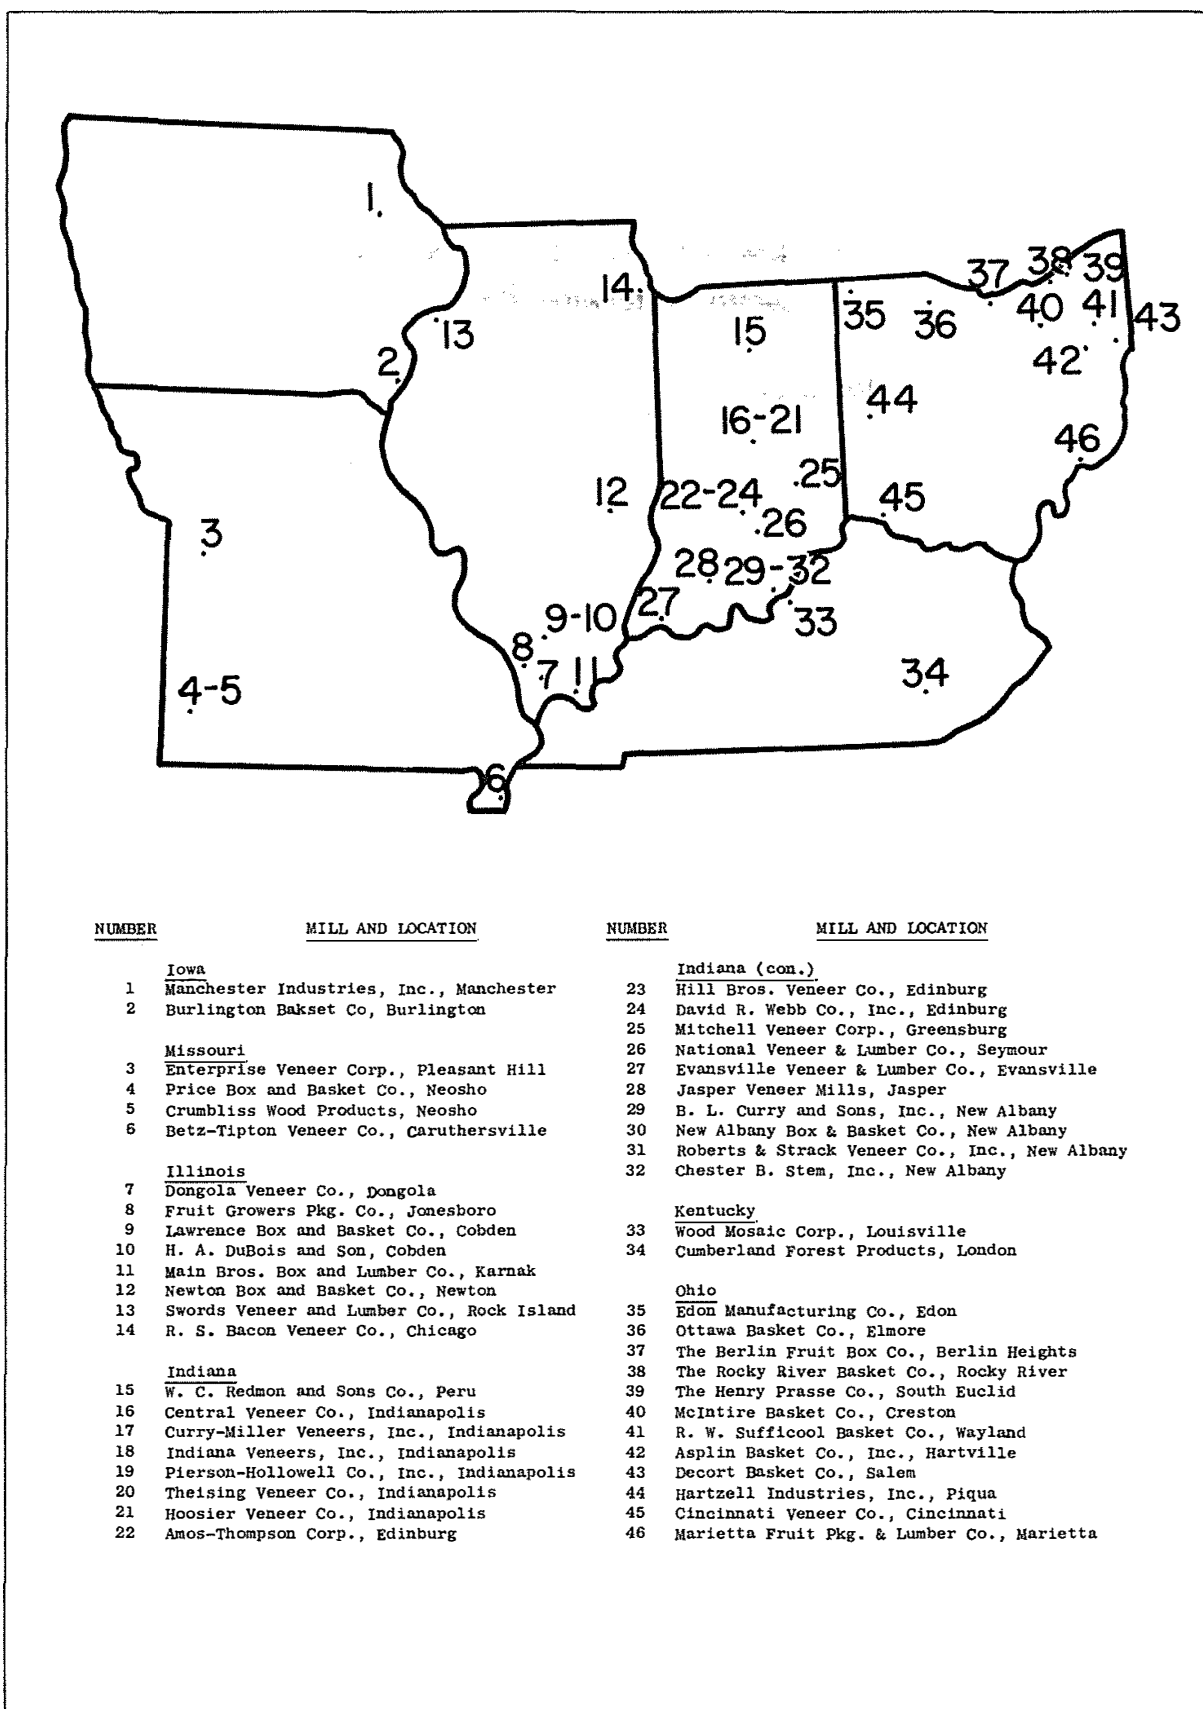 1
38
39
37
14
35
36
40
41
43
13
15
42
2
44
16-21
46
25
12
22-24
45
26
3
28
29-32
27
9-10
33
8
7
11
34
4-5
6
NUMBER MILL AND LOCATION
Iowa
1 Manchester Industries, Inc., Manchester
2 Burlington Bakset Co, Burlington
Missouri
3 Enterprise Veneer Corp., Pleasant Hill
4 Price Box and Basket Co., Neosho
5 Crumbliss Wood Products, Neosho
6 Betz-Tipton Veneer Co., Caruthersville
Illinois
7 Dongola Veneer Co., Dongola
8 Fruit Growers Pkg. Co., Jonesboro
9 Lawrence Box and Basket Co., Cobden
10 H. A. DuBois and Son, Cobden
11 Main Bros. Box and Lumber Co., Karnak
12 Newton Box and Basket Co., Newton
13 Swords Veneer and Lumber Co., Rock Island
14 R. S. Bacon Veneer Co., Chicago
Indiana
15 W. C. Redmon and Sons Co., Peru
16 Central Veneer Co., Indianapolis
17 Curry-Miller Veneers, Inc., Indianapolis
18 Indiana Veneers, Inc., Indianapolis
19 Pierson-Hollowell Co., Inc., Indianapolis
20 Theising Veneer Co., Indianapolis
21 Hoosier Veneer Co., Indianapolis
22 Amos-Thompson Corp., Edinburg
NUMBER MILL AND LOCATION
Indiana (con.)
23 Hill Bros. Veneer Co., Edinburg
24 David R. Webb Co., Inc., Edinburg
25 Mitchell Veneer Corp., Greensburg
26 National Veneer & Lumber Co., Seymour
27 Evansville Veneer & Lumber Co., Evansville
28 Jasper Veneer Mills, Jasper
29 B. L. Curry and Sons, Inc., New Albany
30 New Albany Box & Basket Co., New Albany
31 Roberts & Strack Veneer Co., Inc., New Albany
32 Chester B. Stem, Inc., New Albany
Kentucky
33 Wood Mosaic Corp., Louisville
34 Cumberland Forest Products, London
Ohio
35 Edon Manufacturing Co., Edon
36 Ottawa Basket Co., Elmore
37 The Berlin Fruit Box Co., Berlin Heights
38 The Rocky River Basket Co., Rocky River
39 The Henry Prasse Co., South Euclid
40 McIntire Basket Co., Creston
41 R. W. Sufficool Basket Co., Wayland
42 Asplin Basket Co., Inc., Hartville
43 Decort Basket Co., Salem
44 Hartzell Industries, Inc., Piqua
45 Cincinnati Veneer Co., Cincinnati
46 Marietta Fruit Pkg. & Lumber Co., Marietta